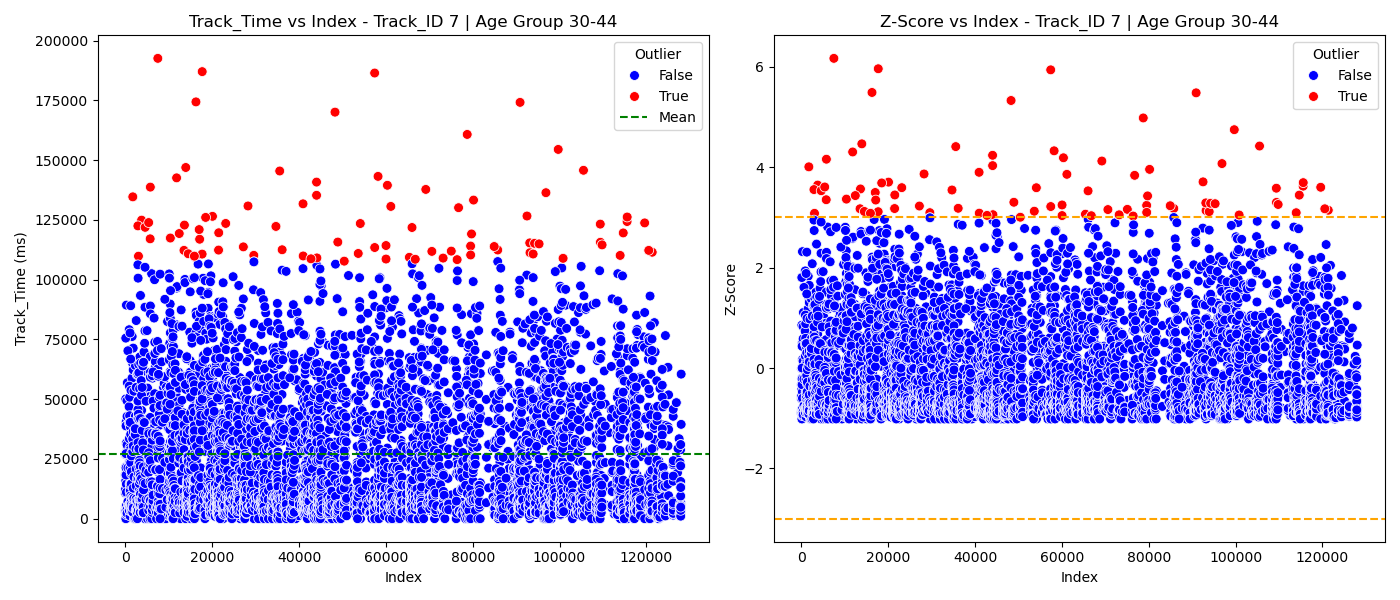 Track_Time vs Index - Track_ID 7 | Age Group 30-44
Outlier
False
True
Mean
200000
175000
150000
125000
100000
75000
50000
25000
0
Track_Time (ms)
0
20000
40000
60000
80000
100000
120000
Index
Z-Score vs Index - Track_ID 7 | Age Group 30-44
Outlier
False
True
6
4
2
0
−2
Z-Score
0
20000
40000
60000
80000
100000
120000
Index